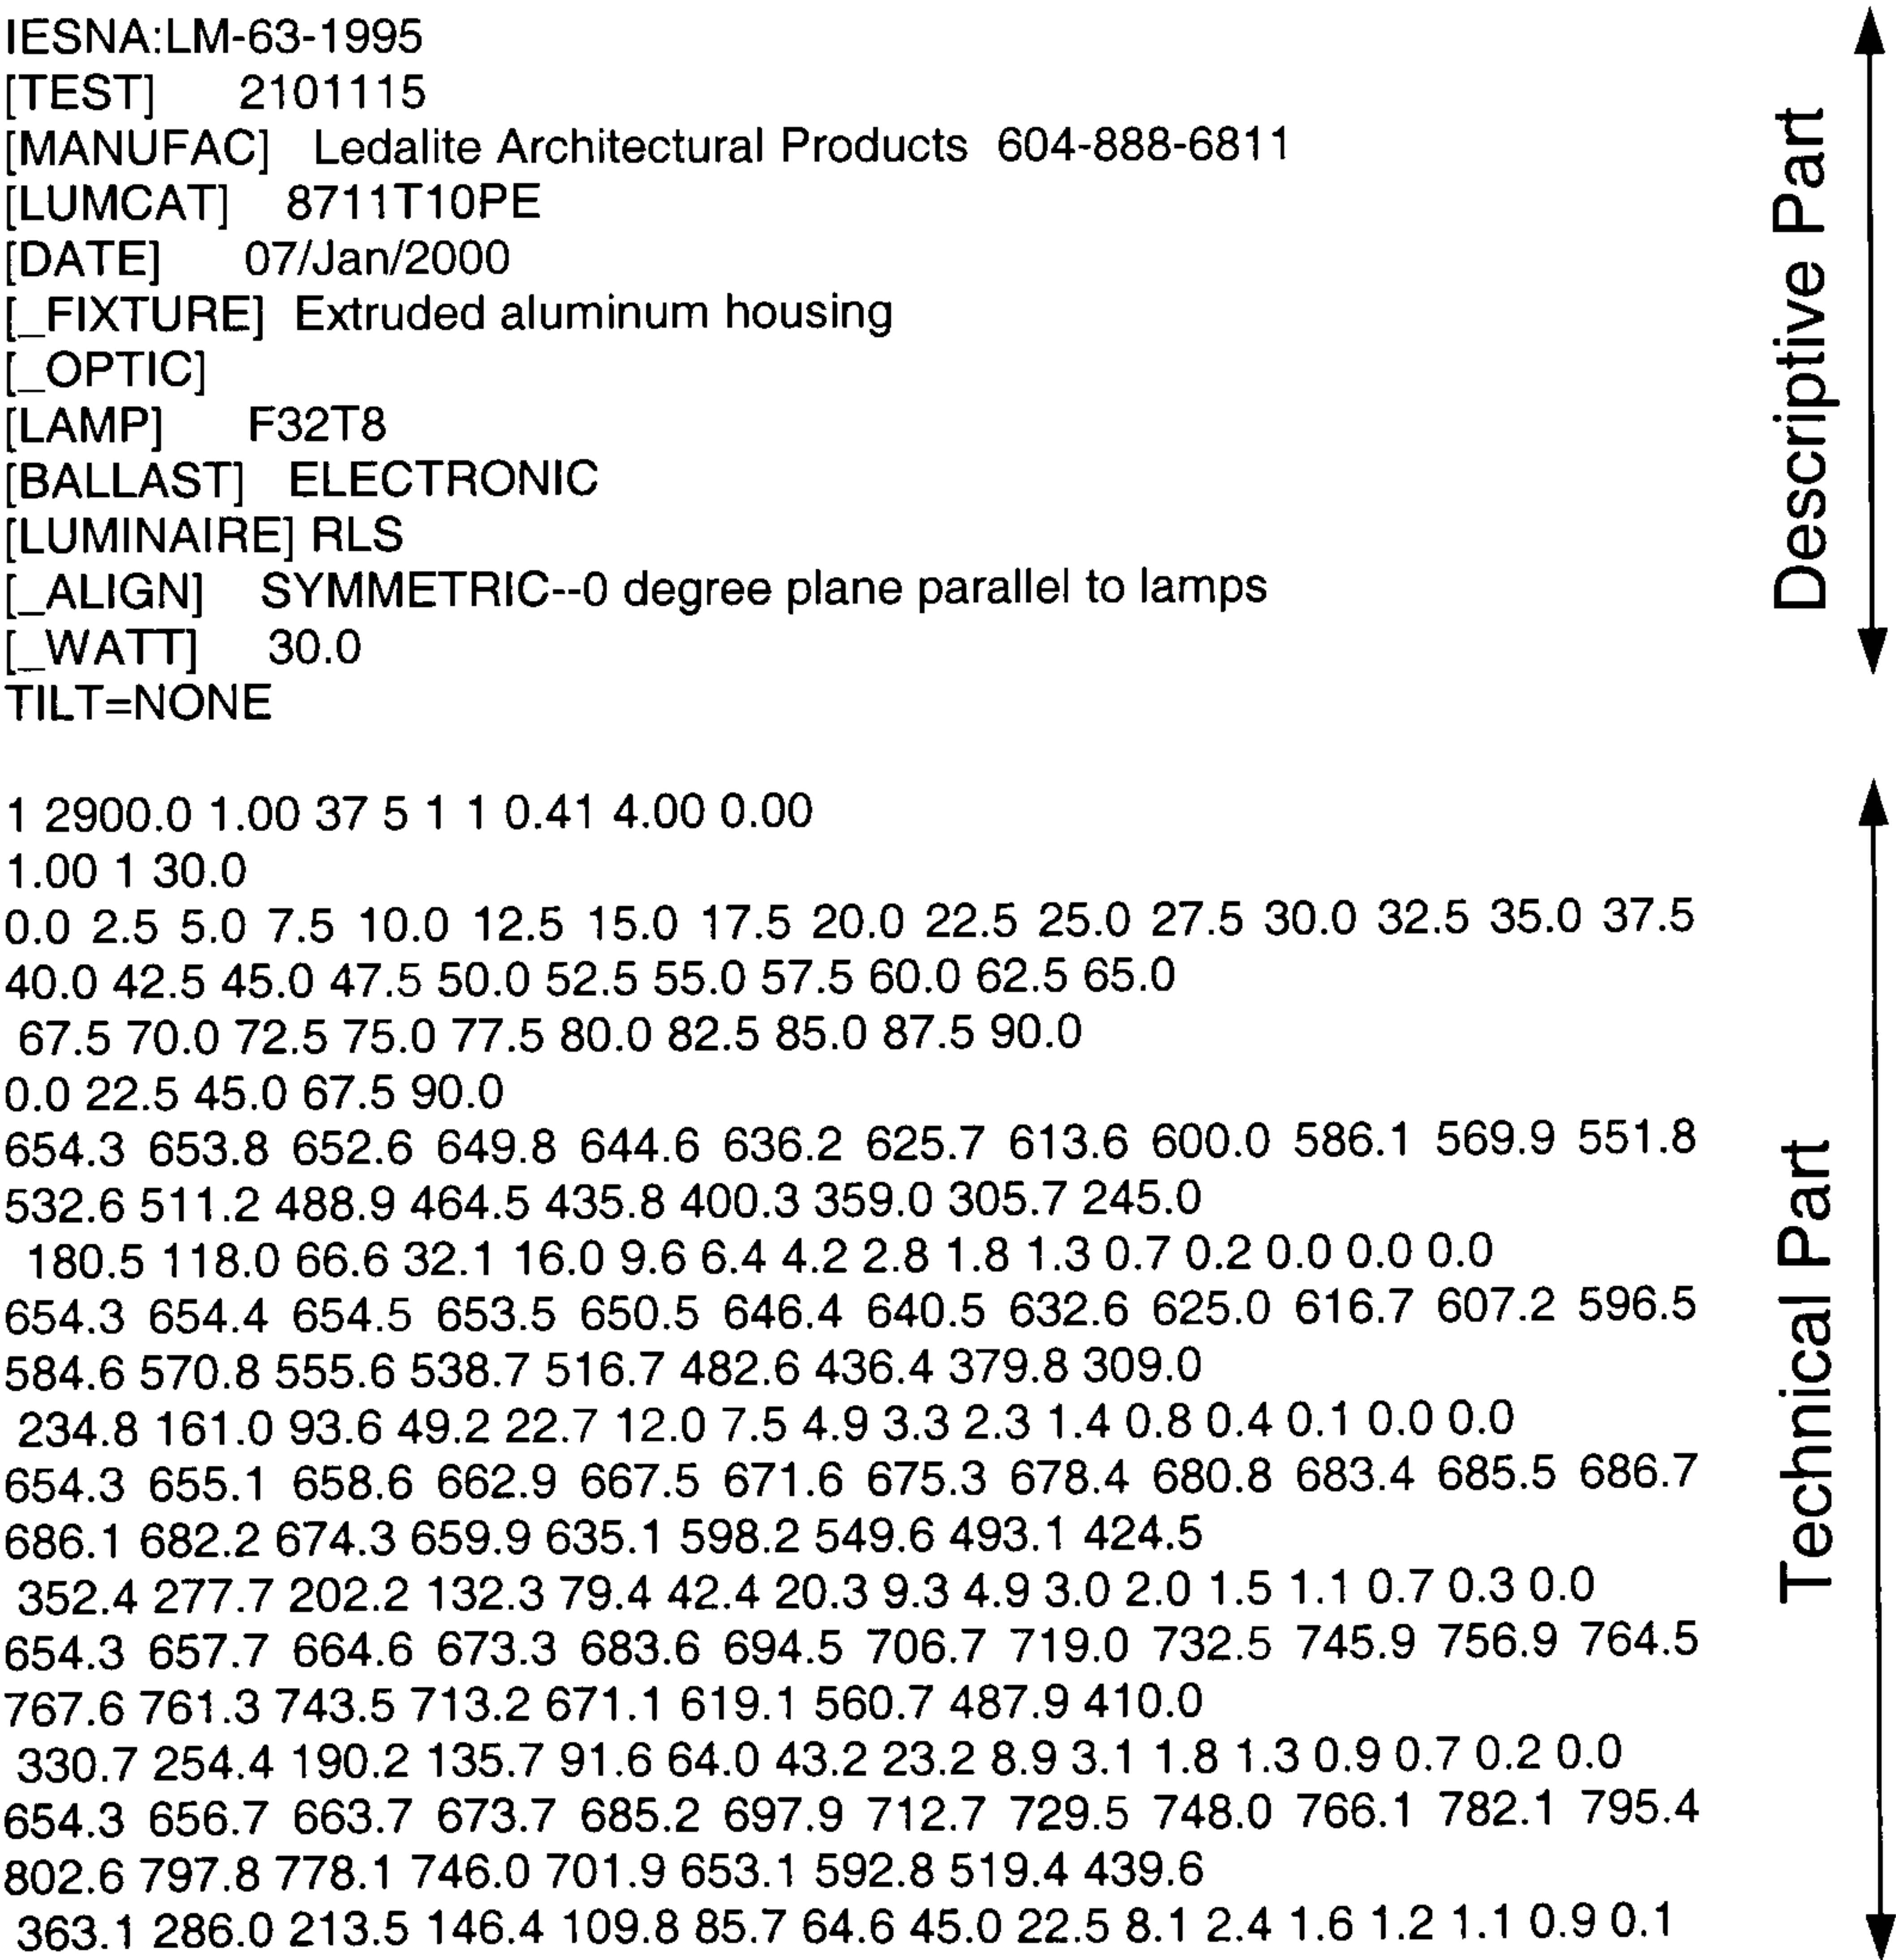 IESNA:LM-63-1995
[TEST] 2101115
[MANUFAC] Ledalite Architectural Products 604-888-6811
[LUMCAT] 8711T10PE
[DATE] 07/Jan/2000
[_FIXTURE] Extruded aluminum housing
[_OPTIC]
[LAMP] F32T8
[BALLAST] ELECTRONIC
[LUMINAIRE] RLS
[_ALIGN] SYMMETRIC--0 degree plane parallel to lamps
[_WATT] 30.0
TILT=NONE
Descriptive Part
1 2900.0 1.00 37 5 1 1 0.41 4.00 0.00
1.00 1 30.0
0.0 2.5 5.0 7.5 10.0 12.5 15.0 17.5 20.0 22.5 25.0 27.5 30.0 32.5 35.0 37.5
40.0 42.5 45.0 47.5 50.0 52.5 55.0 57.5 60.0 62.5 65.0
67.5 70.0 72.5 75.0 77.5 80.0 82.5 85.0 87.5 90.0
0.0 22.5 45.0 67.5 90.0
654.3 653.8 652.6 649.8 644.6 636.2 625.7 613.6 600.0 586.1 569.9 551.8
532.6 511.2 488.9 464.5 435.8 400.3 359.0 305.7 245.0
180.5 118.0 66.6 32.1 16.0 9.6 6.4 4.2 2.8 1.8 1.3 0.7 0.2 0.0 0.0 0.0
654.3 654.4 654.5 653.5 650.5 646.4 640.5 632.6 625.0 616.7 607.2 596.5
584.6 570.8 555.6 538.7 516.7 482.6 436.4 379.8 309.0
234.8 161.0 93.6 49.2 22.7 12.0 7.5 4.9 3.3 2.3 1.4 0.8 0.4 0.1 0.0 0.0
654.3 655.1 658.6 662.9 667.5 671.6 675.3 678.4 680.8 683.4 685.5 686.7
686.1 682.2 674.3 659.9 635.1 598.2 549.6 493.1 424.5
352.4 277.7 202.2 132.3 79.4 42.4 20.3 9.3 4.9 3.0 2.0 1.5 1.1 0.7 0.3 0.0
654.3 657.7 664.6 673.3 683.6 694.5 706.7 719.0 732.5 745.9 756.9 764.5
767.6 761.3 743.5 713.2 671.1 619.1 560.7 487.9 410.0
330.7 254.4 190.2 135.7 91.6 64.0 43.2 23.2 8.9 3.1 1.8 1.3 0.9 0.7 0.2 0.0
654.3 656.7 663.7 673.7 685.2 697.9 712.7 729.5 748.0 766.1 782.1 795.4
802.6 797.8 778.1 746.0 701.9 653.1 592.8 519.4 439.6
363.1 286.0 213.5 146.4 109.8 85.7 64.6 45.0 22.5 8.1 2.4 1.6 1.2 1.1 0.9 0.1
Technical Part